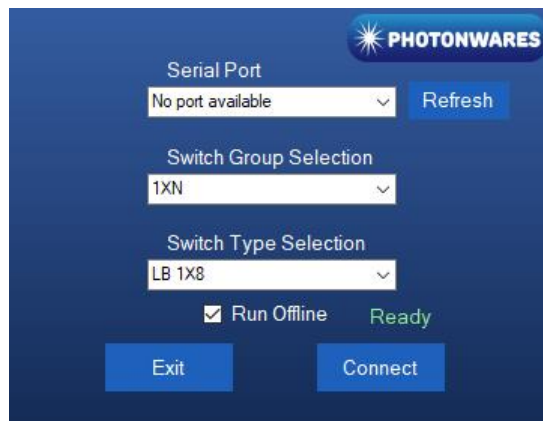 PHOTONWARES
Serial Port
No port available
Refresh
Switch Group Selection
1XN
Switch Type Selection
LB 1X8
Run Offline
Ready
Exit
Connect